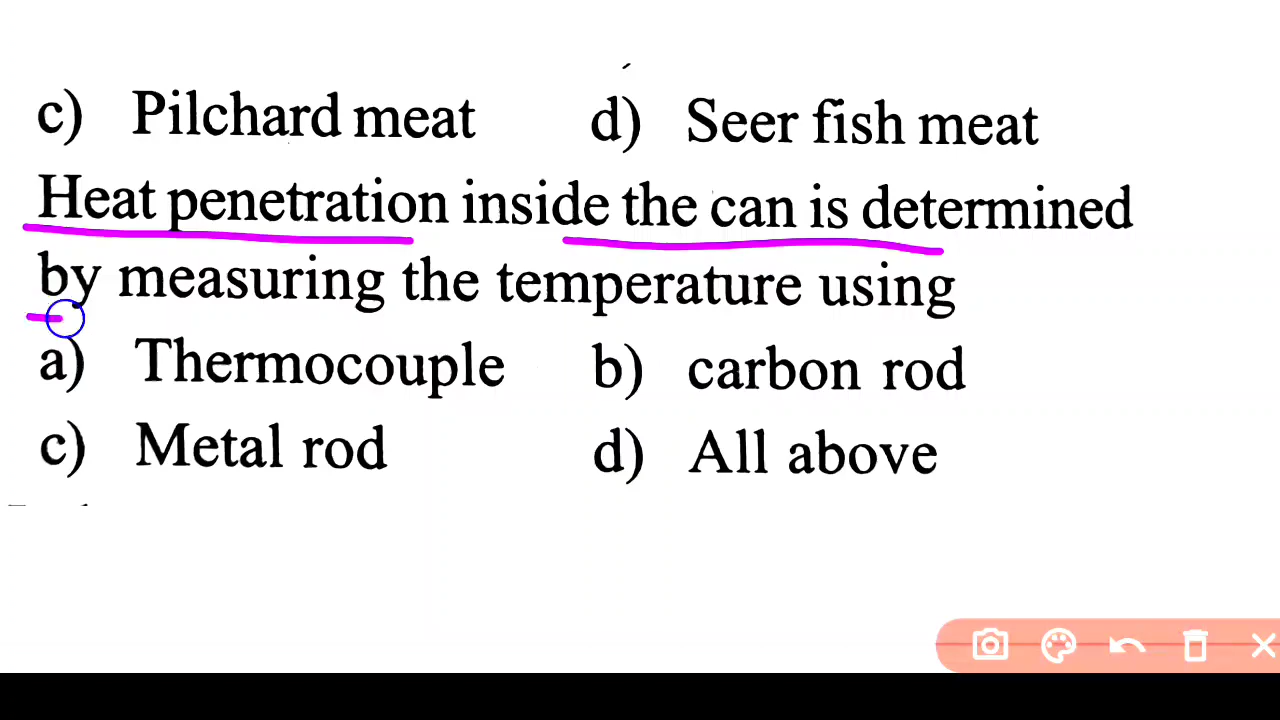 c) Pilchard meat d) Seer fish meat
Heat penetration inside the can is determined
by measuring the temperature using
a) Thermocouple b) carbon rod
c) Metal rod d) All above